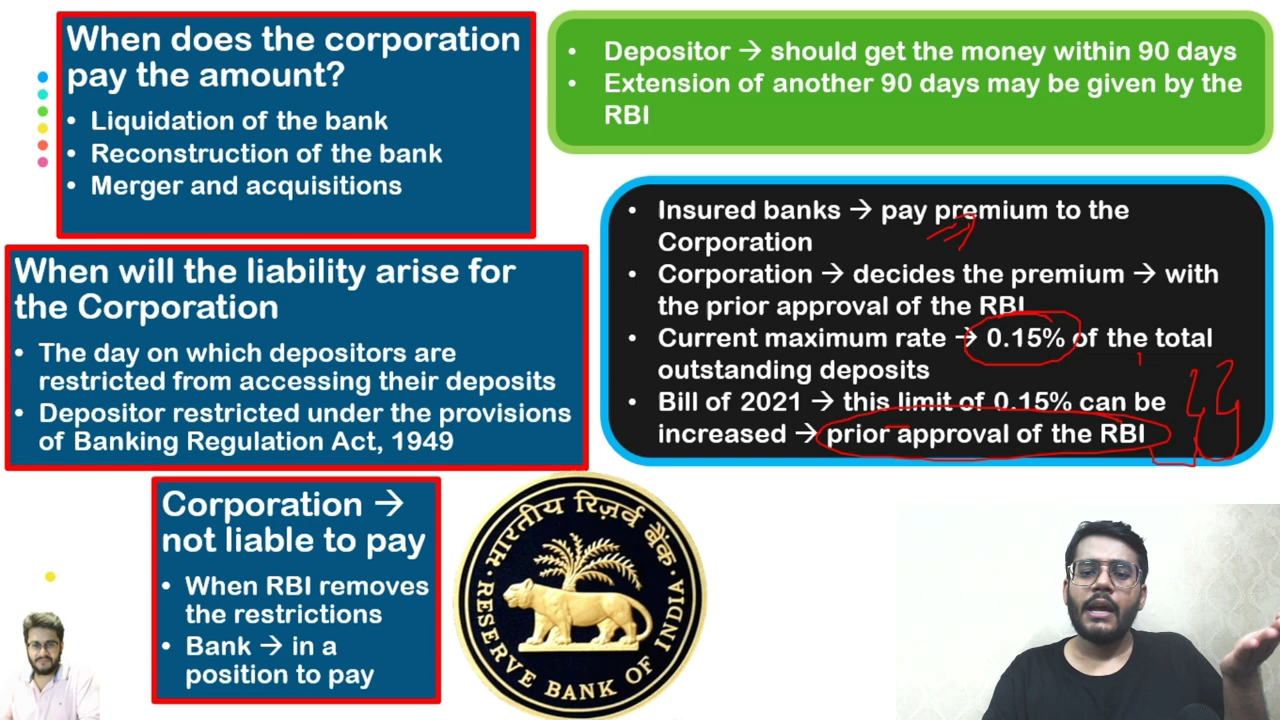 When does the corporation
pay the amount?
• Liquidation of the bank
• Reconstruction of the bank
• Merger and acquisitions
• Depositor → should get the money within 90 days
• Extension of another 90 days may be given by the
RBI
When will the liability arise for
the Corporation
• The day on which depositors are
restricted from accessing their deposits
• Depositor restricted under the provisions
of Banking Regulation Act, 1949
• Insured banks → pay premium to the
Corporation
• Corporation → decides the premium → with
the prior approval of the RBI
• Current maximum rate → 0.15% of the total
outstanding deposits
• Bill of 2021 → this limit of 0.15% can be
increased → prior approval of the RBI
Corporation →
not liable to pay
• When RBI removes
the restrictions
• Bank → in a
position to pay
भारतीय रिज़र्व बैंक
RESERVE BANK OF INDIA